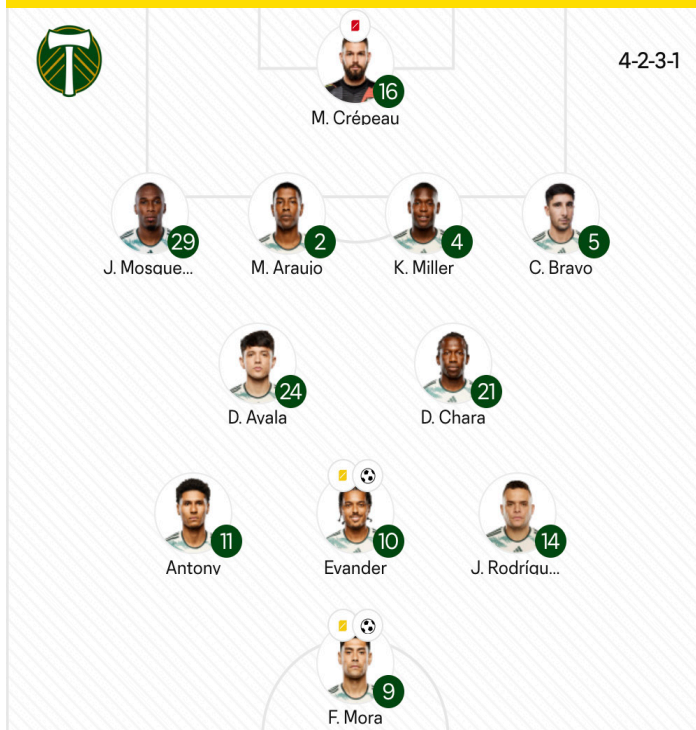 4-2-3-1
16
M. Crépeau
29
2
4
5
J. Mosque...
M. Araujo
K. Miller
C. Bravo
24
21
D. Ayala
D. Chara
11
10
14
Antony
Evander
J. Rodrígu...
9
F. Mora